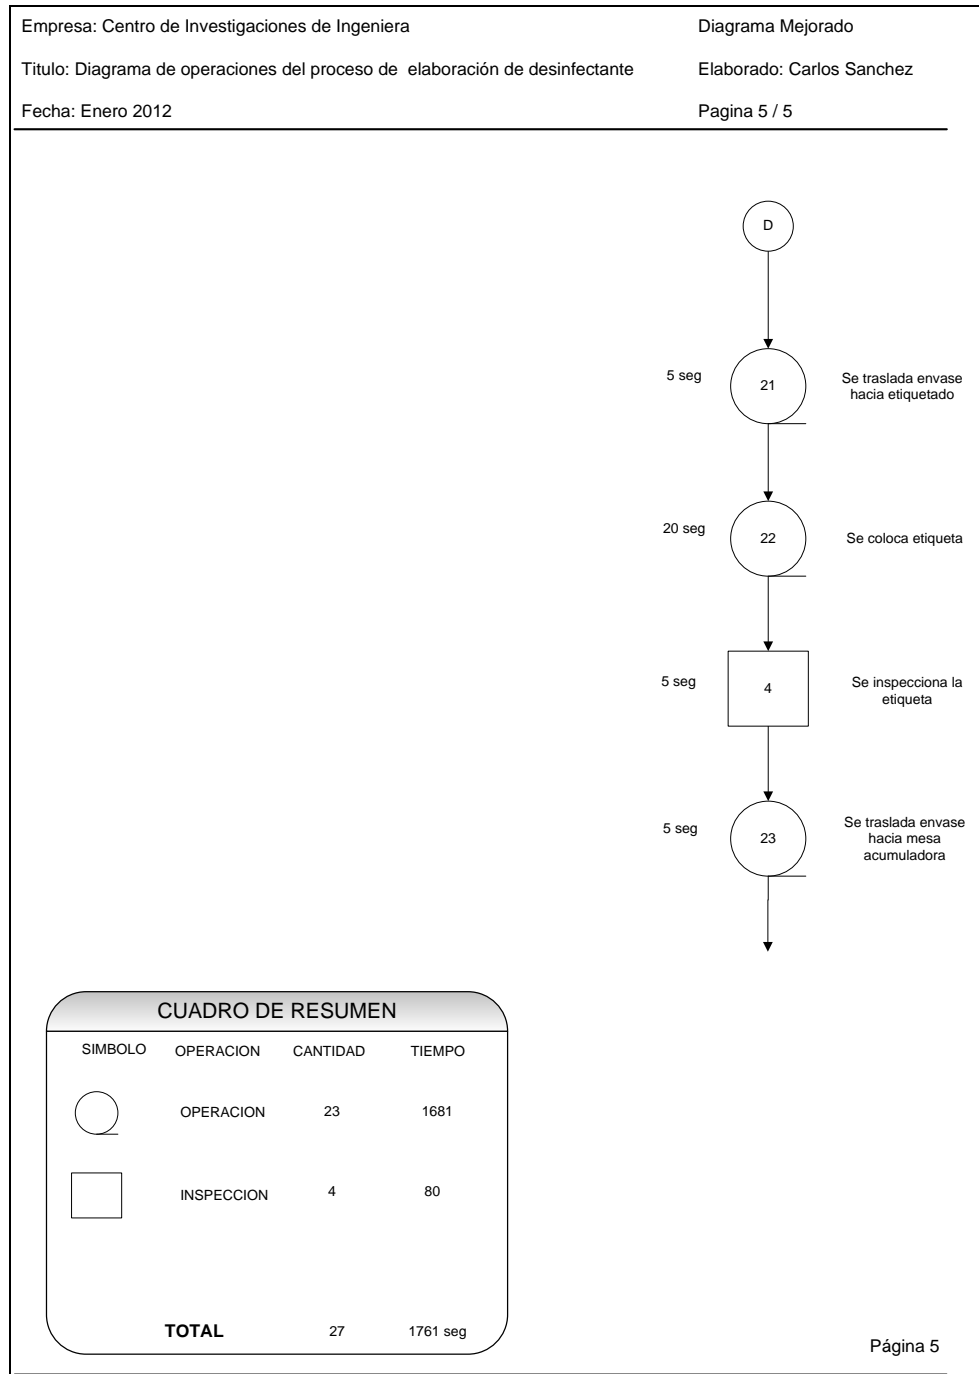 Empresa: Centro de Investigaciones de Ingeniera
Diagrama Mejorado
Titulo: Diagrama de operaciones del proceso de elaboración de desinfectante
Elaborado: Carlos Sanchez
Fecha: Enero 2012
Pagina 5 / 5
D
5 seg
21
Se traslada envase
hacia etiquetado
20 seg
22
Se coloca etiqueta
5 seg
4
Se inspecciona la
etiqueta
5 seg
23
Se traslada envase
hacia mesa
acumuladora
CUADRO DE RESUMEN
SIMBOLO OPERACION CANTIDAD TIEMPO
OPERACION 23 1681
INSPECCION 4 80
TOTAL 27 1761 seg
Página 5